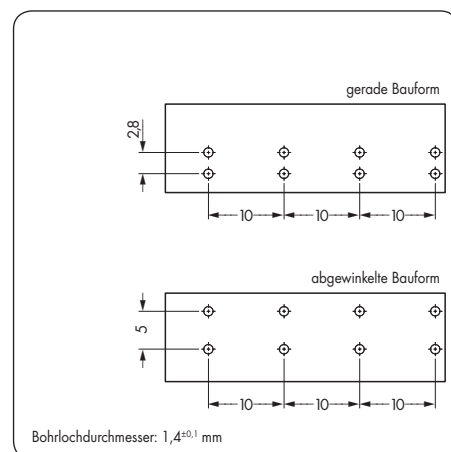 gerade Bauform
2,8
10 10 10
abgewinkelte Bauform
5
10 10 10
Bohrlochdurchmesser: 1,4±0,1 mm